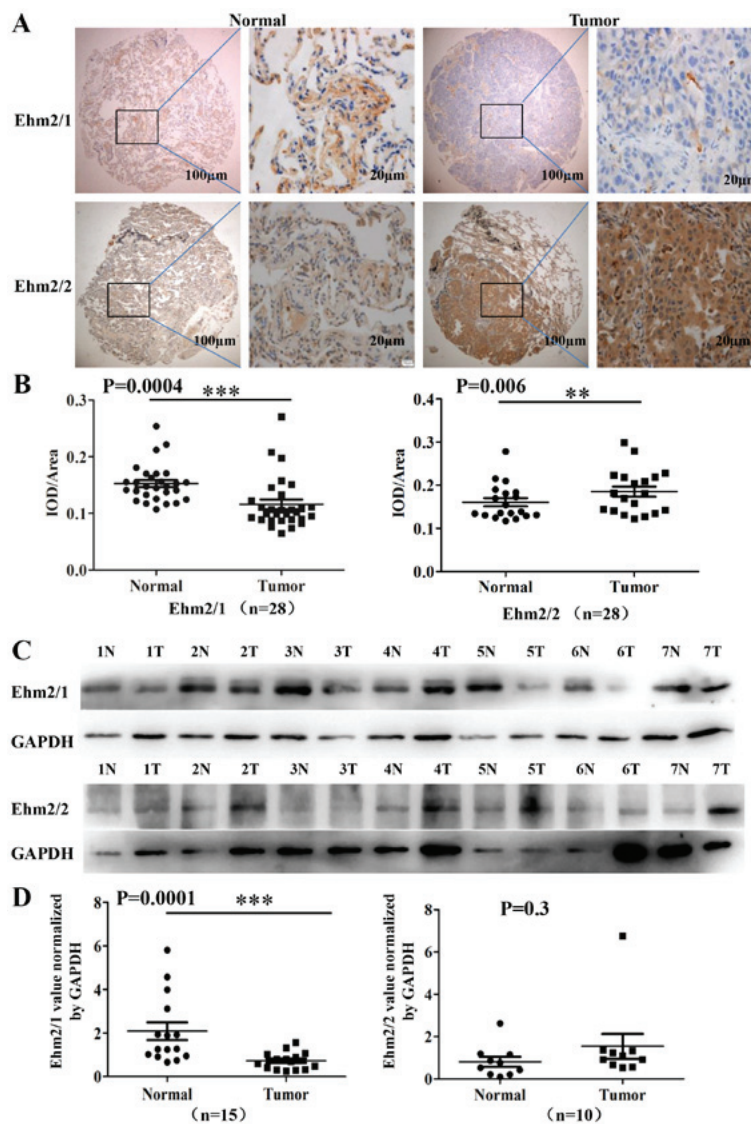 A
Normal
Tumor
Ehm2/1
100μm
20μm
100μm
20μm
Ehm2/2
100μm
20μm
100μm
20μm
B
P=0.0004
***
IOD/Area
0.3
0.2
0.1
0.0
Normal
Tumor
Ehm2/1 (n=28)
P=0.006
**
IOD/Area
0.4
0.3
0.2
0.1
0.0
Normal
Tumor
Ehm2/2 (n=28)
C
1N 1T 2N 2T 3N 3T 4N 4T 5N 5T 6N 6T 7N 7T
Ehm2/1
GAPDH
1N 1T 2N 2T 3N 3T 4N 4T 5N 5T 6N 6T 7N 7T
Ehm2/2
GAPDH
D
P=0.0001
***
Ehm2/1 value normalized
by GAPDH
8
6
4
2
0
Normal
Tumor
(n=15)
P=0.3
Ehm2/2 value normalized
by GAPDH
8
6
4
2
0
Normal
Tumor
(n=10)